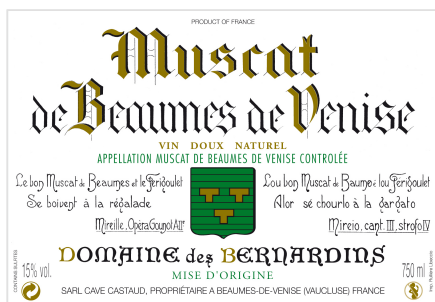 PRODUCT OF FRANCE
Muscat
de Beaumes de Venise
VIN DOUX NATUREL
APPELLATION MUSCAT DE BEAUMES DE VENISE CONTROLÉE
Le bon Muscat de Beaumes et le Ferigoulet
Se boivent à la régalade
Mireille, Opéra Gounod
Lou bon Muscat de Baumo e lou Ferigoulet
Alor se chourlo à la gargato
Mireio, cant. III, strofo IV
DOMAINE des BERNARDINS
MISE D'ORIGINE
15% vol.
750 ml
CONTAINS SULFITES
SARL CAVE CASTAUD, PROPRIÉTAIRE A BEAUMES-DE-VENISE (VAUCLUSE) FRANCE